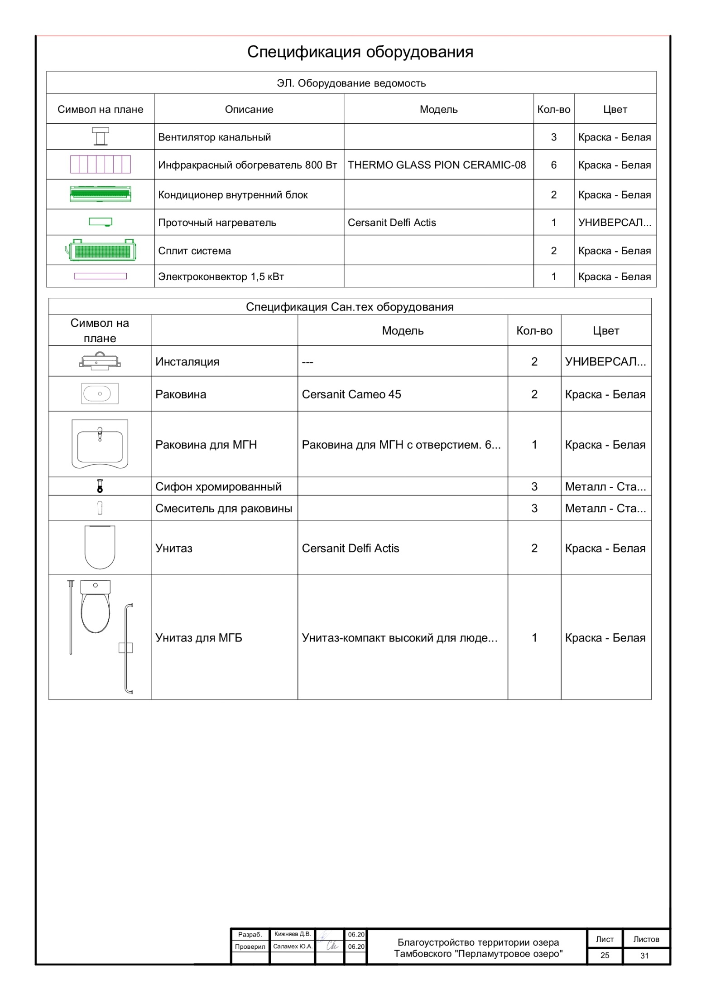 Спецификация оборудования
ЭЛ. Оборудование ведомость
Символ на плане Описание Модель Кол-во Цвет
Вентилятор канальный 3 Краска - Белая
Инфракрасный обогреватель 800 Вт THERMO GLASS PION CERAMIC-08 6 Краска - Белая
Кондиционер внутренний блок 2 Краска - Белая
Проточный нагреватель Cersanit Delfi Actis 1 УНИВЕРСАЛ...
Сплит система 2 Краска - Белая
Электроконвектор 1,5 кВт 1 Краска - Белая
Спецификация Сан.тех оборудования
Символ на
плане Модель Кол-во Цвет
Инсталяция --- 2 УНИВЕРСАЛ...
Раковина Cersanit Cameo 45 2 Краска - Белая
Раковина для МГН Раковина для МГН с отверстием. 6... 1 Краска - Белая
Сифон хромированный 3 Металл - Ста...
Смеситель для раковины 3 Металл - Ста...
Унитаз Cersanit Delfi Actis 2 Краска - Белая
Унитаз для МГБ Унитаз-компакт высокий для люде... 1 Краска - Белая
Разраб. Кижняев Д.В. 06.20
Проверил Саламех Ю.А. 06.20
Благоустройство территории озера
Тамбовского "Перламутровое озеро"
Лист Листов
25 31